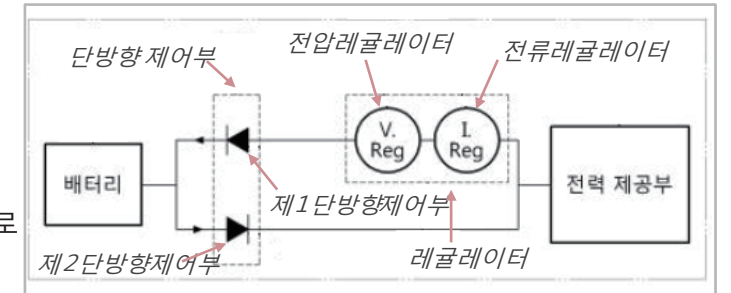 단방향 제어부
전압레귤레이터
전류레귤레이터
V.
Reg
I.
Reg
배터리
전력 제공부
제1단방향제어부
로
제2단방향제어부
레귤레이터